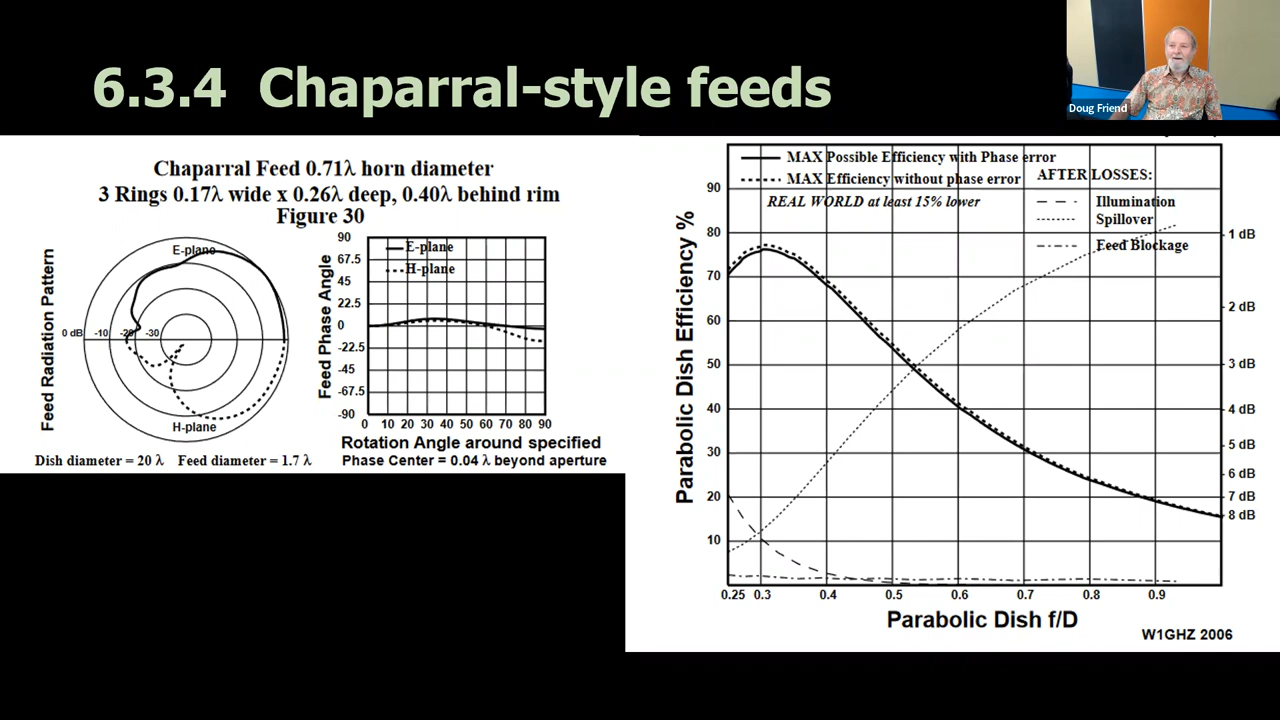 6.3.4 Chaparral-style feeds
Doug Friend
Chaparral Feed 0.71λ horn diameter
3 Rings 0.17λ wide x 0.26λ deep, 0.40λ behind rim
Figure 30
Feed Radiation Pattern
E-plane
0 dB -10 -20 -30
H-plane
Dish diameter = 20 λ Feed diameter = 1.7 λ
Feed Phase Angle
90
67.5
45
22.5
0
-22.5
-45
-67.5
-90
E-plane
H-plane
0 10 20 30 40 50 60 70 80 90
Rotation Angle around specified
Phase Center = 0.04 λ beyond aperture
MAX Possible Efficiency with Phase error
MAX Efficiency without phase error
REAL WORLD at least 15% lower
AFTER LOSSES:
Illumination
Spillover
Feed Blockage
Parabolic Dish Efficiency %
90
80
70
60
50
40
30
20
10
1 dB
2 dB
3 dB
4 dB
5 dB
6 dB
7 dB
8 dB
0.25 0.3 0.4 0.5 0.6 0.7 0.8 0.9
Parabolic Dish f/D
W1GHZ 2006